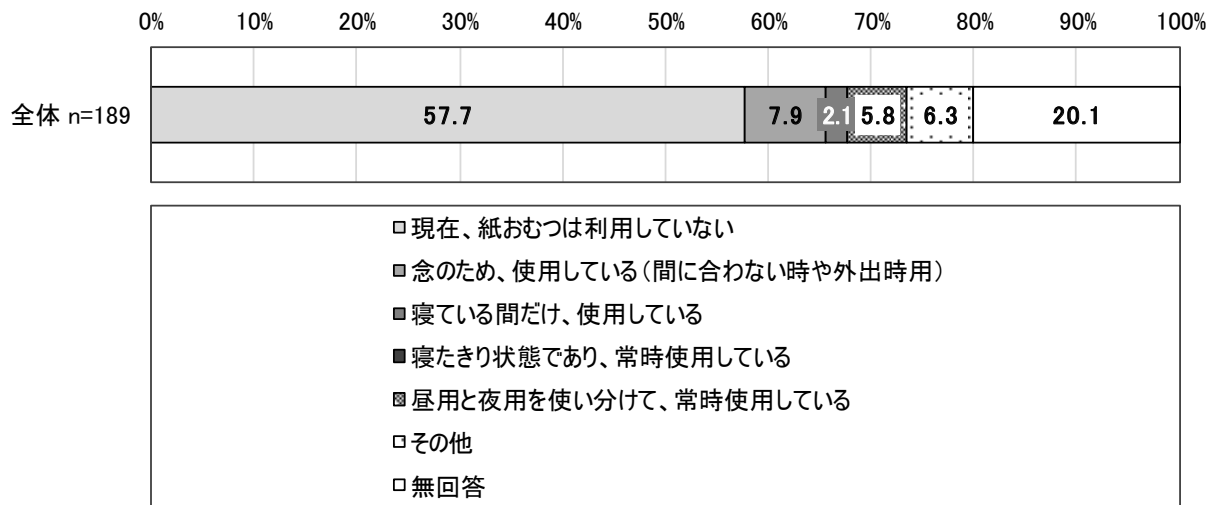 0% 10% 20% 30% 40% 50% 60% 70% 80% 90% 100%
全体 n=189 57.7 7.9 2.1 5.8 6.3 20.1
現在、紙おむつは利用していない
念のため、使用している（間に合わない時や外出時用）
寝ている間だけ、使用している
寝たきり状態であり、常時使用している
昼用と夜用を使い分けて、常時使用している
その他
無回答